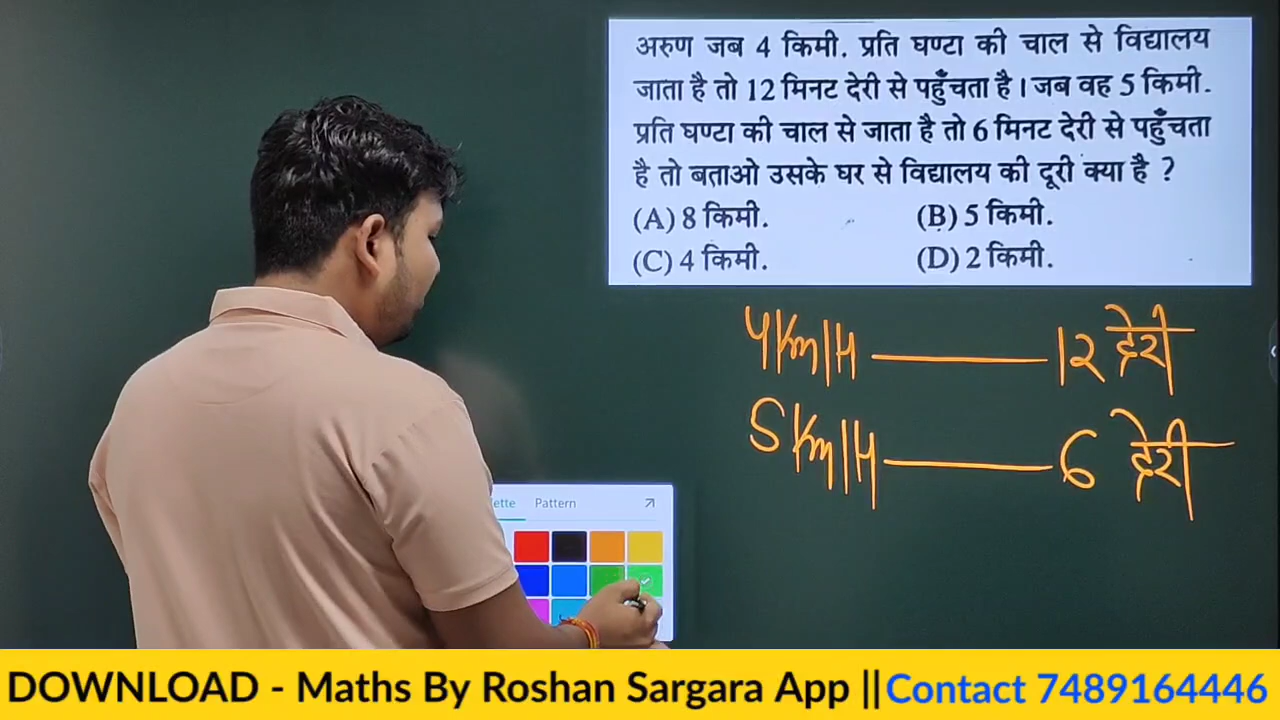 अरुण जब 4 किमी. प्रति घण्टा की चाल से विद्यालय
जाता है तो 12 मिनट देरी से पहुँचता है। जब वह 5 किमी.
प्रति घण्टा की चाल से जाता है तो 6 मिनट देरी से पहुँचता
है तो बताओ उसके घर से विद्यालय की दूरी क्या है ?
(A) 8 किमी. (B) 5 किमी.
(C) 4 किमी. (D) 2 किमी.
4Km/H — 12 देरी
5Km/H — 6 देरी
Pattern
DOWNLOAD - Maths By Roshan Sargara App || Contact 7489164446